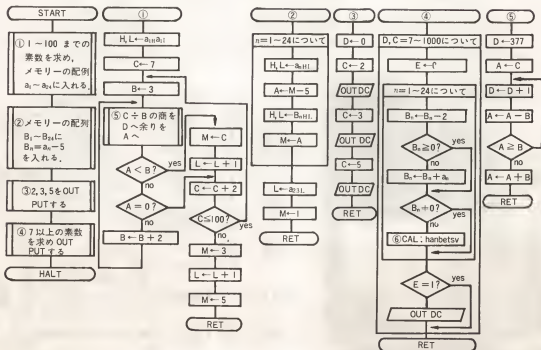 START
① 1～100 までの
素数を求め,
メモリーの配列
a₁～a₂₄に入れる.
②メモリーの配列
B₁～B₂₄に
Bₙ=aₙ−5
を入れる.
③2,3,5をOUT
PUTする
④7以上の素数
を求めOUT
PUTする
HALT
①
H,L←a₁ₕa₁ₗ
C←7
B←3
⑤ C÷Bの商を
Dへ余りを
Aへ
A<B?
yes
no
A=0?
yes
no
B←B+2
M←C
L←L+1
C←C+2
C≦100?
yes
no
M←3
L←L+1
M←5
RET
②
n=1～24について
A←M−5
M←A
M←1
RET
③
D←0
C←2
OUT DC
C←3
OUT DC
C←5
OUT DC
RET
④
D,C=7～1000について
n=1～24について
Bₙ←Bₙ−2
Bₙ≧0?
yes
no
Bₙ←Bₙ+aₙ
yes
no
⑥CAL:hanbetsv
E=1?
yes
no
OUT DC
RET
⑤
D←377
A←C
D←D+1
A←A−B
A≧B
yes
no
A←A+B
RET